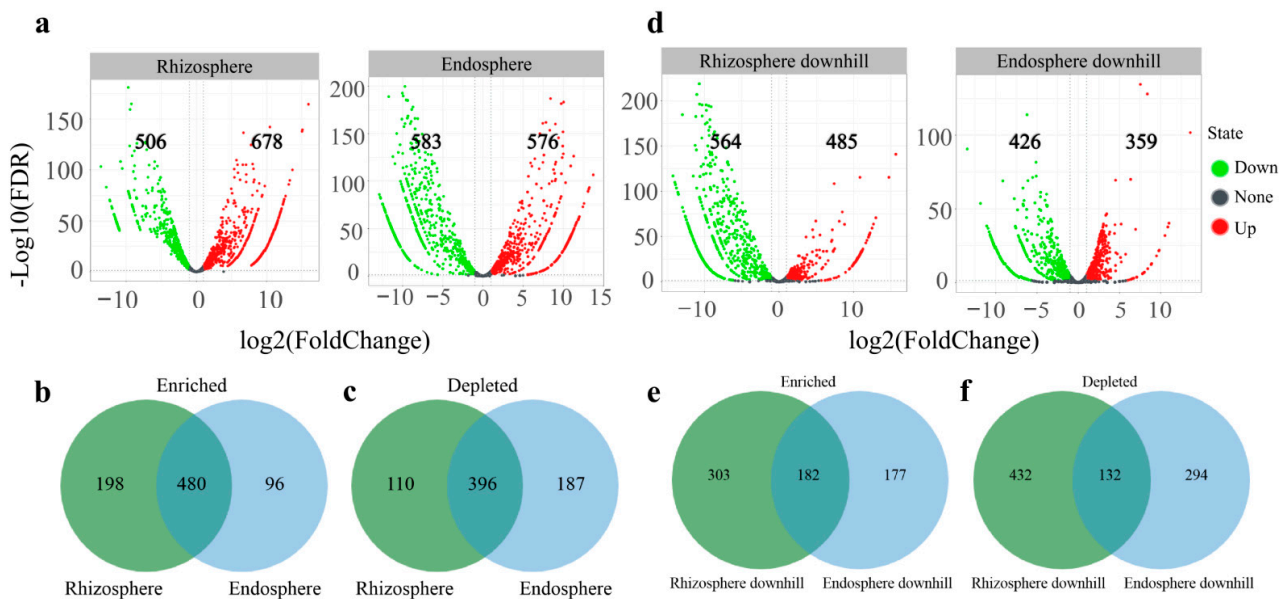 a
Rhizosphere
Endosphere
-Log10(FDR)
150
100
50
0
506
678
−10
0
10
200
150
100
50
0
583
576
−10
−5
0
5
10
15
log2(FoldChange)
d
Rhizosphere downhill
Endosphere downhill
200
150
100
50
0
564
485
−10
0
10
100
50
0
426
359
−10
−5
0
5
10
log2(FoldChange)
State
Down
None
Up
b
Enriched
198
480
96
Rhizosphere
Endosphere
c
Depleted
110
396
187
Rhizosphere
Endosphere
e
Enriched
303
182
177
Rhizosphere downhill
Endosphere downhill
f
Depleted
432
132
294
Rhizosphere downhill
Endosphere downhill